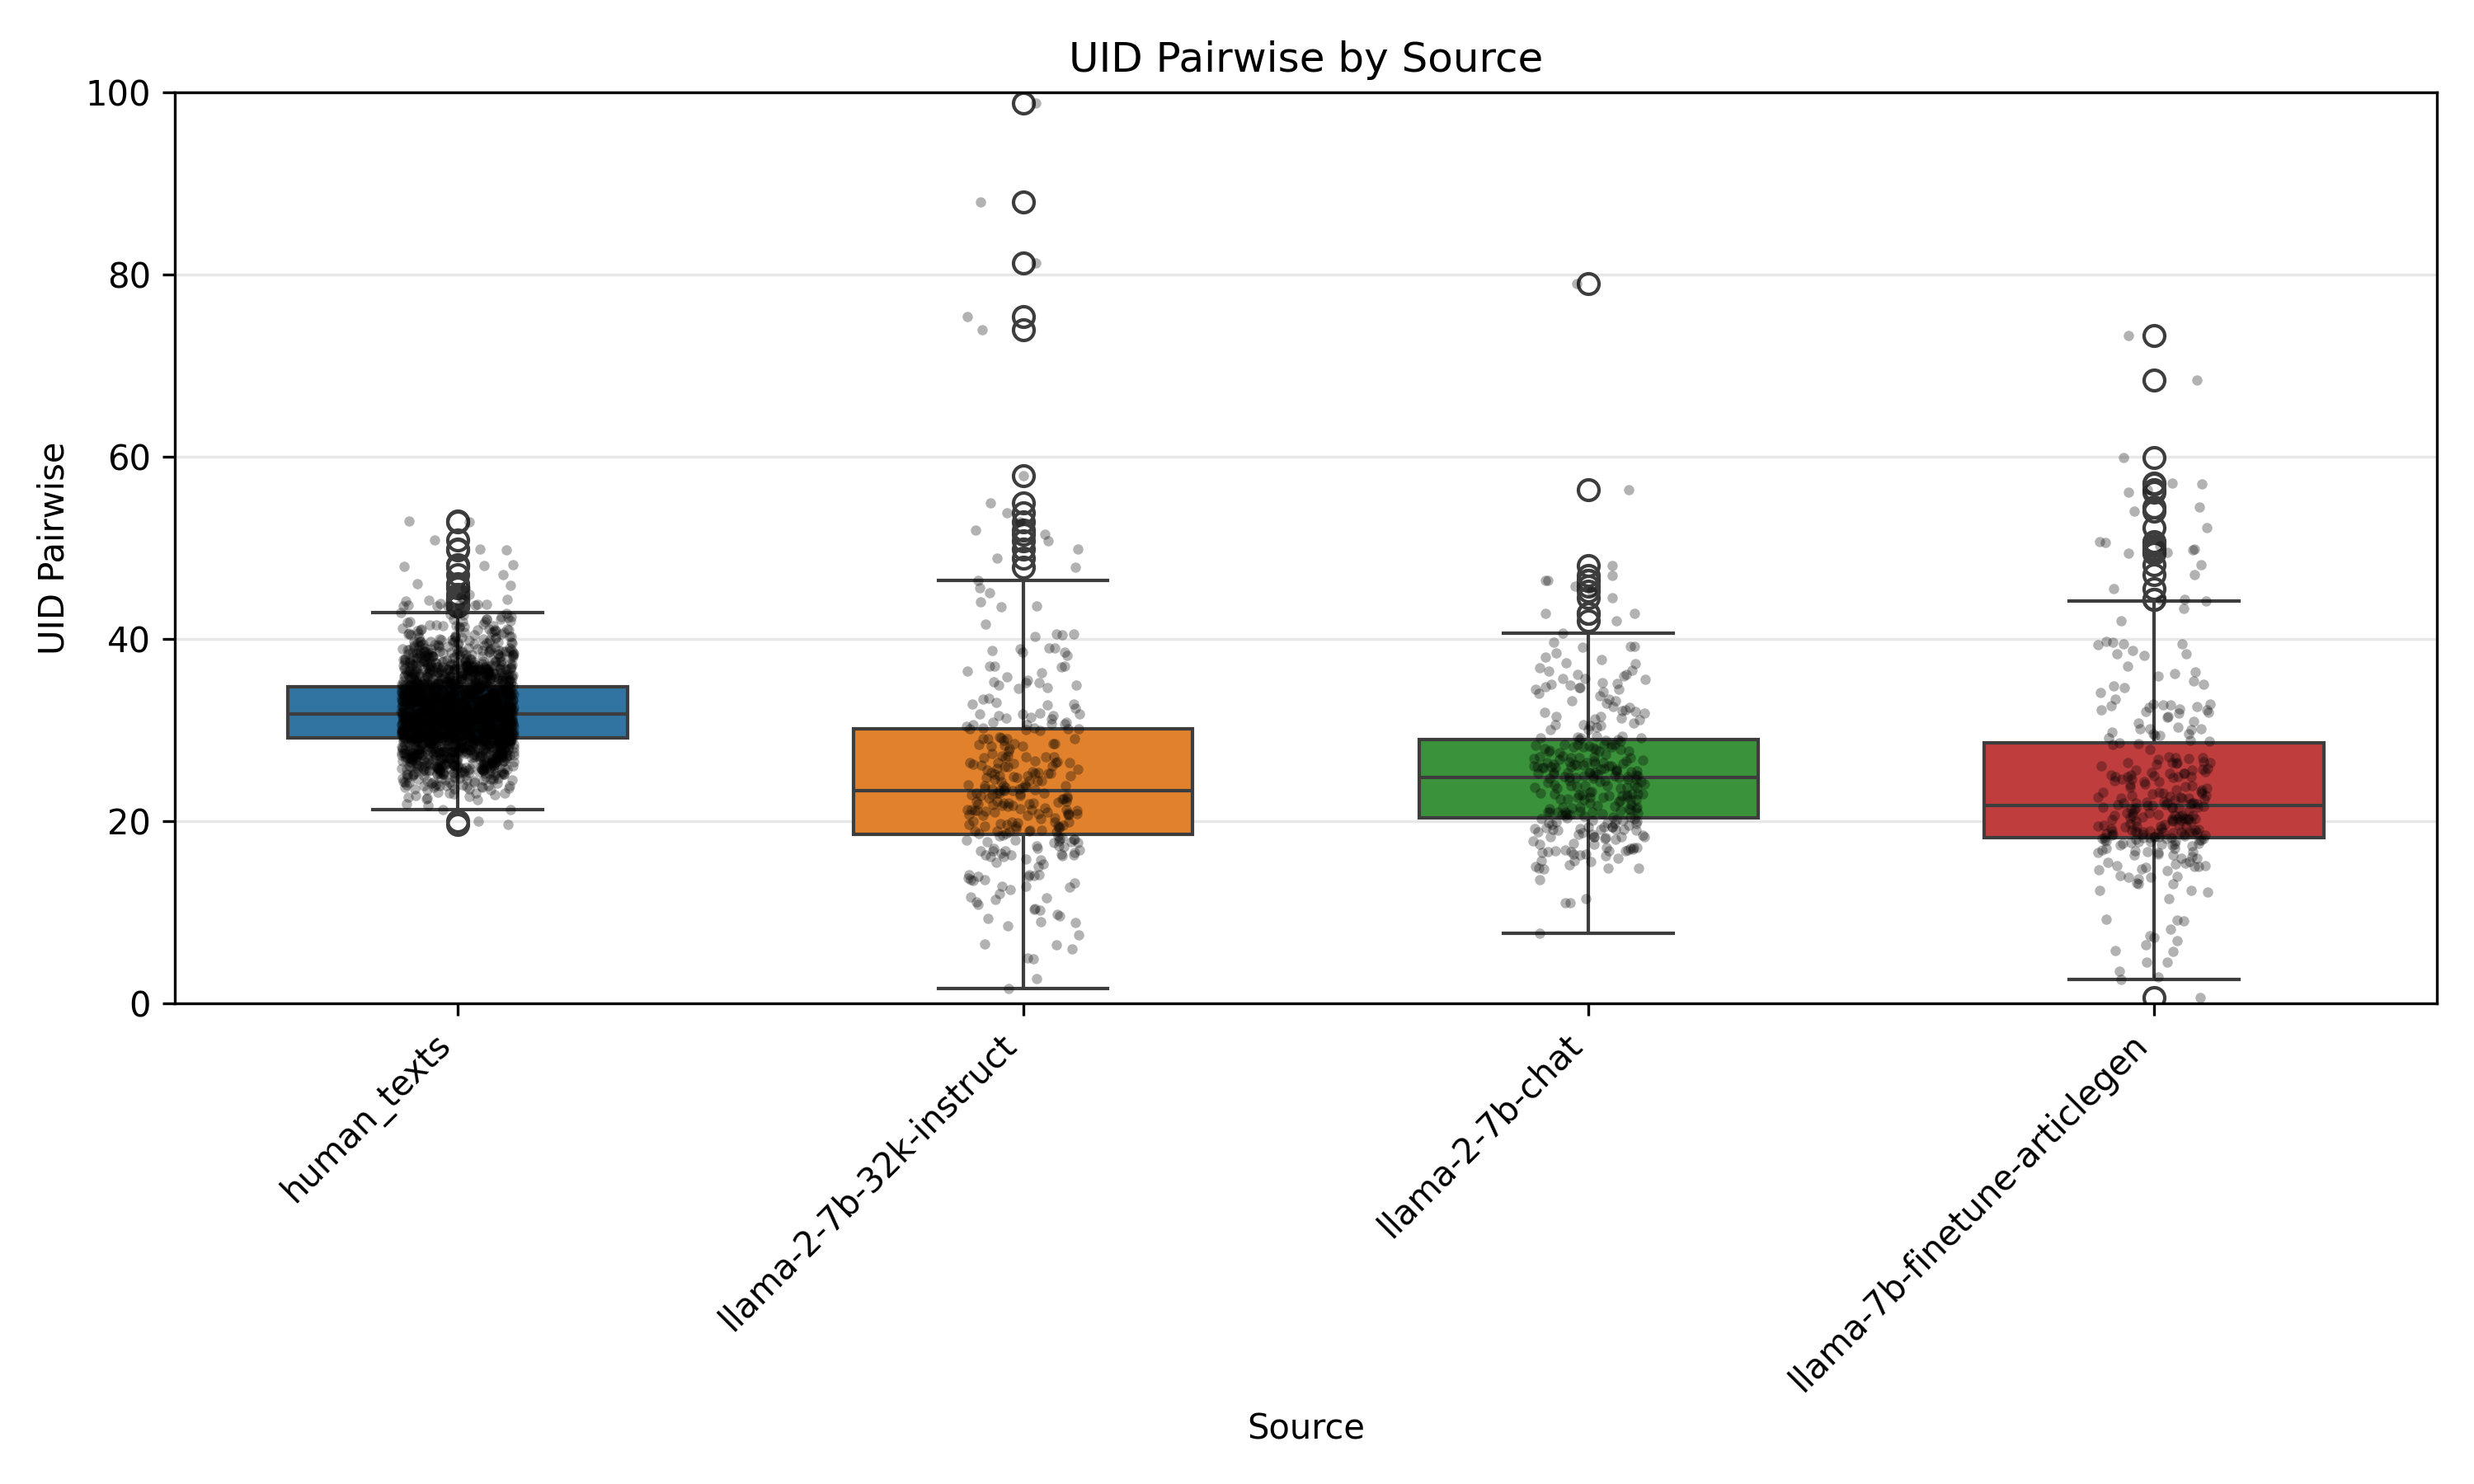 UID Pairwise by Source
UID Pairwise
100
80
60
40
20
0
human_texts
llama-2-7b-32k-instruct
llama-2-7b-chat
llama-7b-finetune-articlegen
Source